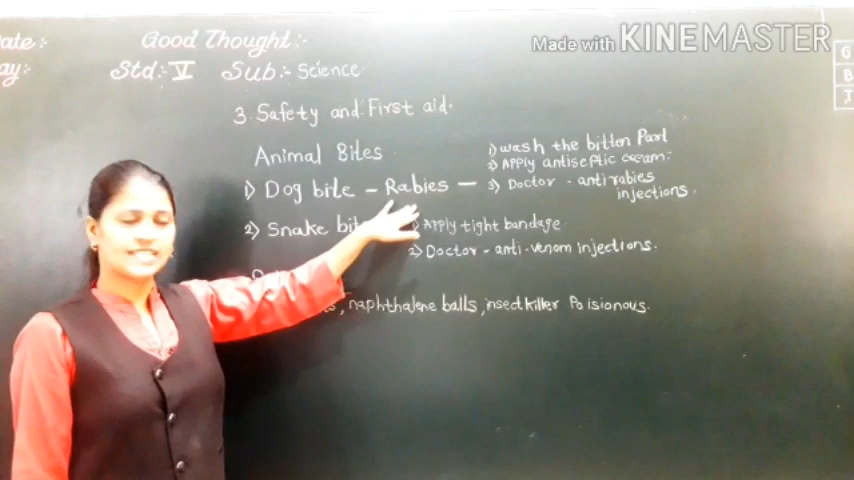 Made with KINEMASTER
ate:-
Good Thought:-
ay:-
Std:- V Sub:- Science.
G
B
I
3. Safety and First aid.
Animal Bites
1) Dog bite - Rabies -
1) wash the bitten Part
2) Apply antiseptic cream:-
3) Doctor - anti rabies
injections.
2) Snake bit
1) Apply tight bandage
2) Doctor - anti-venom injections.
, naphthalene balls, insect killer Poisionous.